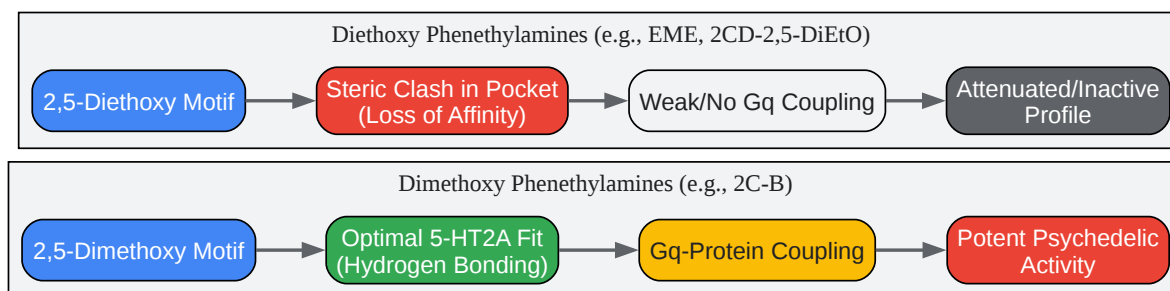 Diethoxy Phenethylamines (e.g., EME, 2CD-2,5-DiEtO)
2,5-Diethoxy Motif
Steric Clash in Pocket
(Loss of Affinity)
Weak/No Gq Coupling
Attenuated/Inactive
Profile
Dimethoxy Phenethylamines (e.g., 2C-B)
2,5-Dimethoxy Motif
Optimal 5-HT2A Fit
(Hydrogen Bonding)
Gq-Protein Coupling
Potent Psychedelic
Activity